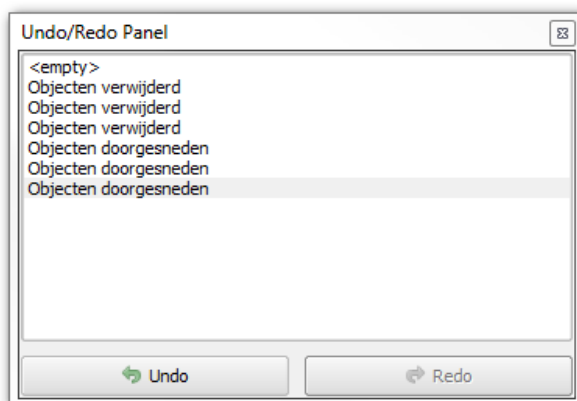 Undo/Redo Panel
<empty>
Objecten verwijderd
Objecten verwijderd
Objecten verwijderd
Objecten doorgesneden
Objecten doorgesneden
Objecten doorgesneden
Undo
Redo